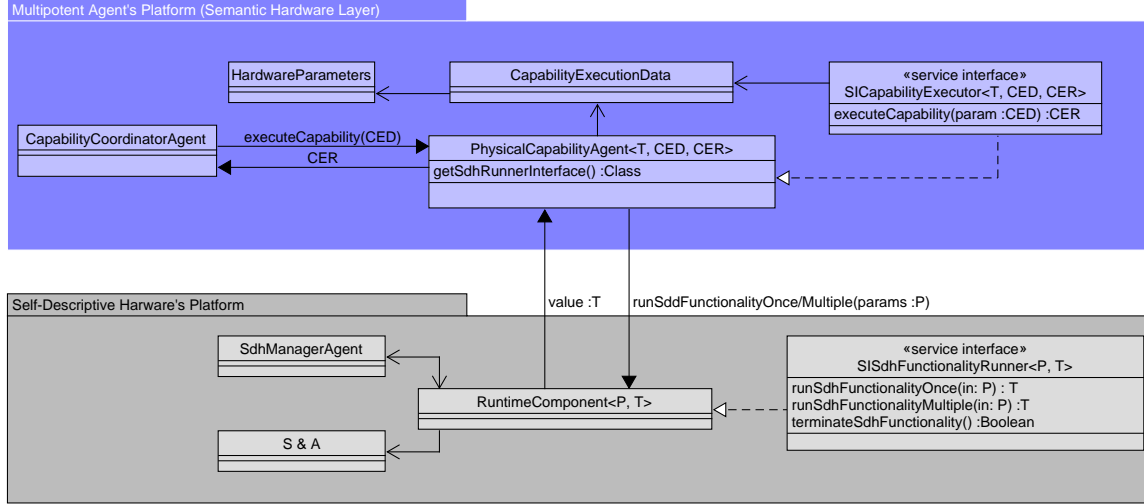 Multipotent Agent's Platform (Semantic Hardware Layer)
HardwareParameters
CapabilityExecutionData
«service interface»
SICapabilityExecutor<T, CED, CER>
executeCapability(param :CED) :CER
CapabilityCoordinatorAgent
executeCapability(CED)
CER
PhysicalCapabilityAgent<T, CED, CER>
getSdhRunnerInterface() :Class
value :T
runSddFunctionalityOnce/Multiple(params :P)
Self-Descriptive Harware's Platform
SdhManagerAgent
«service interface»
SISdhFunctionalityRunner<P, T>
runSdhFunctionalityOnce(in: P) : T
runSdhFunctionalityMultiple(in: P) :T
terminateSdhFunctionality() :Boolean
RuntimeComponent<P, T>
S & A